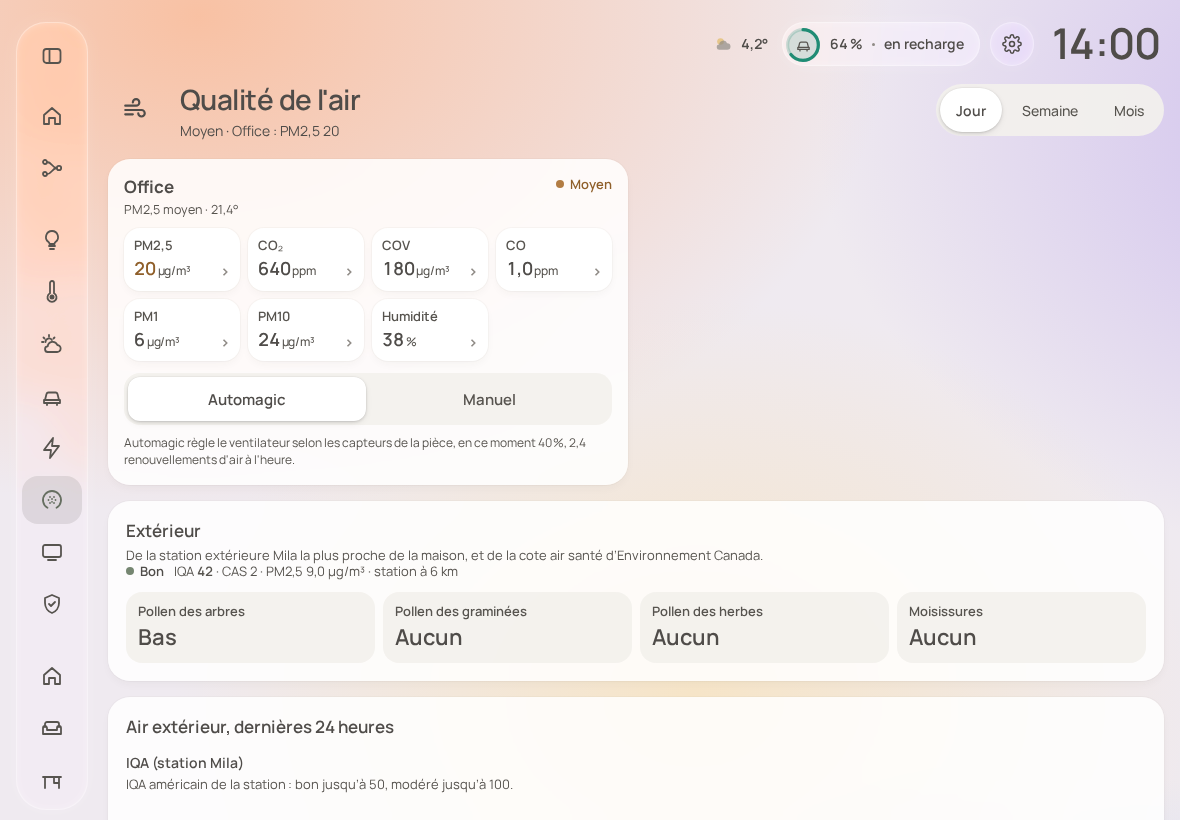 4,2° 64 % • en recharge 14:00
Qualité de l'air
Moyen · Office : PM2,5 20
Jour Semaine Mois
Office
Moyen
PM2,5 moyen · 21,4°
PM2,5 CO₂ COV CO
20 µg/m³ 640 ppm 180 µg/m³ 1,0 ppm
PM1 PM10 Humidité
6 µg/m³ 24 µg/m³ 38 %
Automagic Manuel
Automagic règle le ventilateur selon les capteurs de la pièce, en ce moment 40 %, 2,4
renouvellements d'air à l'heure.
Extérieur
De la station extérieure Mila la plus proche de la maison, et de la cote air santé d'Environnement Canada.
Bon IQA 42 · CAS 2 · PM2,5 9,0 µg/m³ · station à 6 km
Pollen des arbres Pollen des graminées Pollen des herbes Moisissures
Bas Aucun Aucun Aucun
Air extérieur, dernières 24 heures
IQA (station Mila)
IQA américain de la station : bon jusqu'à 50, modéré jusqu'à 100.